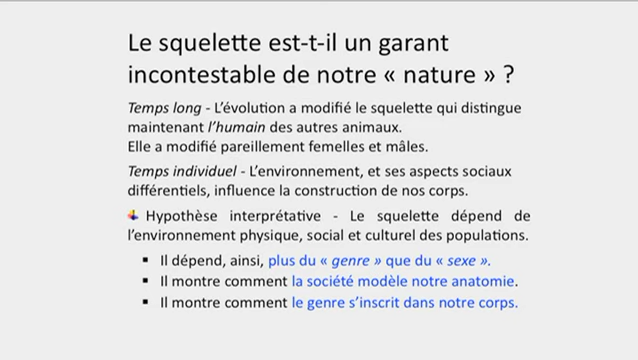 Le squelette est-t-il un garant
incontestable de notre « nature » ?
Temps long - L’évolution a modifié le squelette qui distingue
maintenant l’humain des autres animaux.
Elle a modifié pareillement femelles et mâles.
Temps individuel - L’environnement, et ses aspects sociaux
différentiels, influence la construction de nos corps.
Hypothèse interprétative - Le squelette dépend de
l’environnement physique, social et culturel des populations.
▪ Il dépend, ainsi, plus du « genre » que du « sexe ».
▪ Il montre comment la société modèle notre anatomie.
▪ Il montre comment le genre s’inscrit dans notre corps.